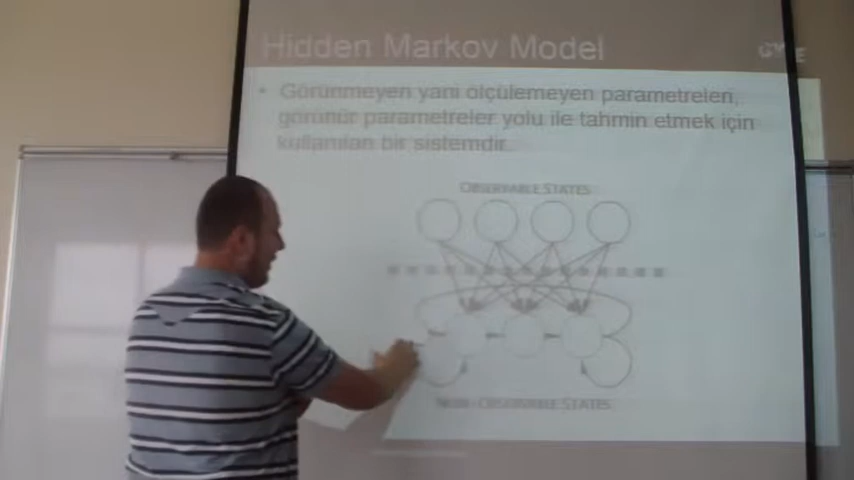 Hidden Markov Model
• Görünmeyen yani ölçülemeyen parametreleri,
görünür parametreler yolu ile tahmin etmek için
kullanılan bir sistemdir.
OBSERVABLE STATES
NON-OBSERVABLE STATES